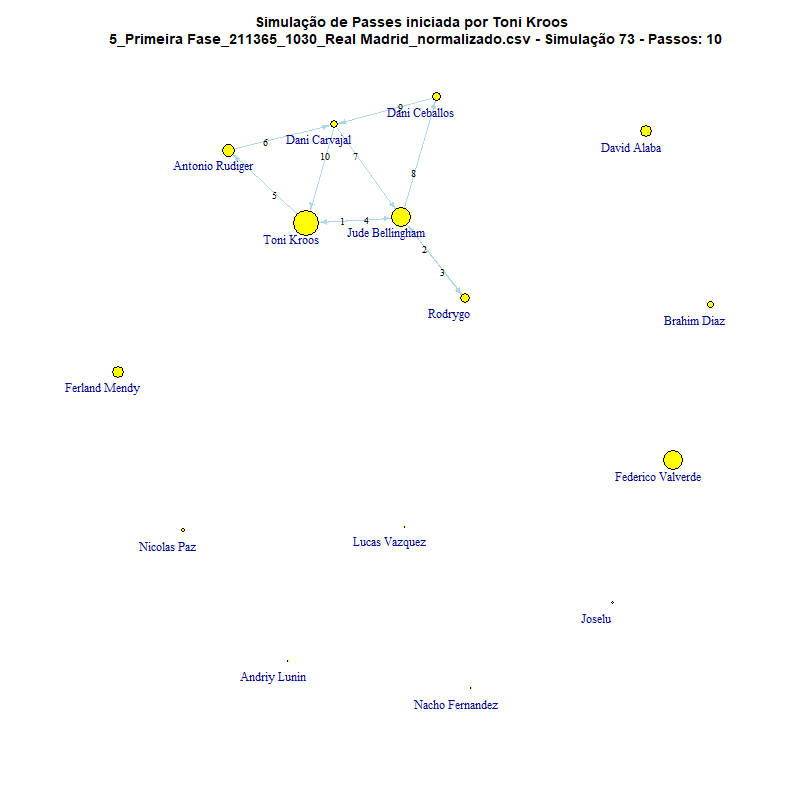 Simulação de Passes iniciada por Toni Kroos
5_Primeira Fase_211365_1030_Real Madrid_normalizado.csv - Simulação 73 - Passos: 10
9
Dani Ceballos
David Alaba
6
Dani Carvajal
10
7
Antonio Rudiger
8
5
1
4
Toni Kroos
Jude Bellingham
2
3
Rodrygo
Brahim Diaz
Ferland Mendy
Federico Valverde
Nicolas Paz
Lucas Vazquez
Joselu
Andriy Lunin
Nacho Fernandez